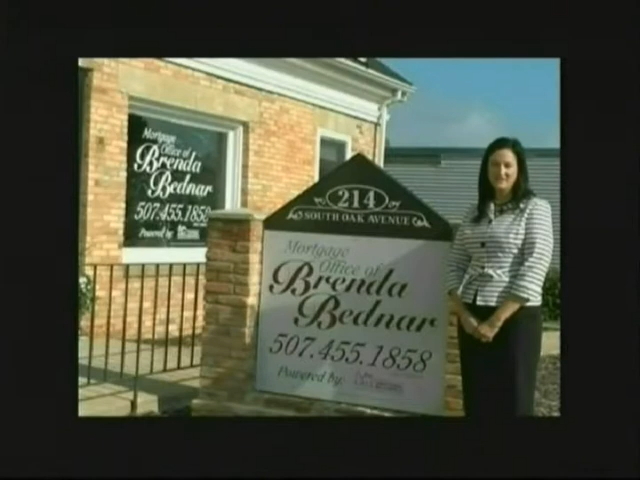 Mortgage
Office of
Brenda
Bednar
507.455.1858
Powered by:
214
SOUTH OAK AVENUE
Mortgage
Office of
Brenda
Bednar
507.455.1858
Powered by: